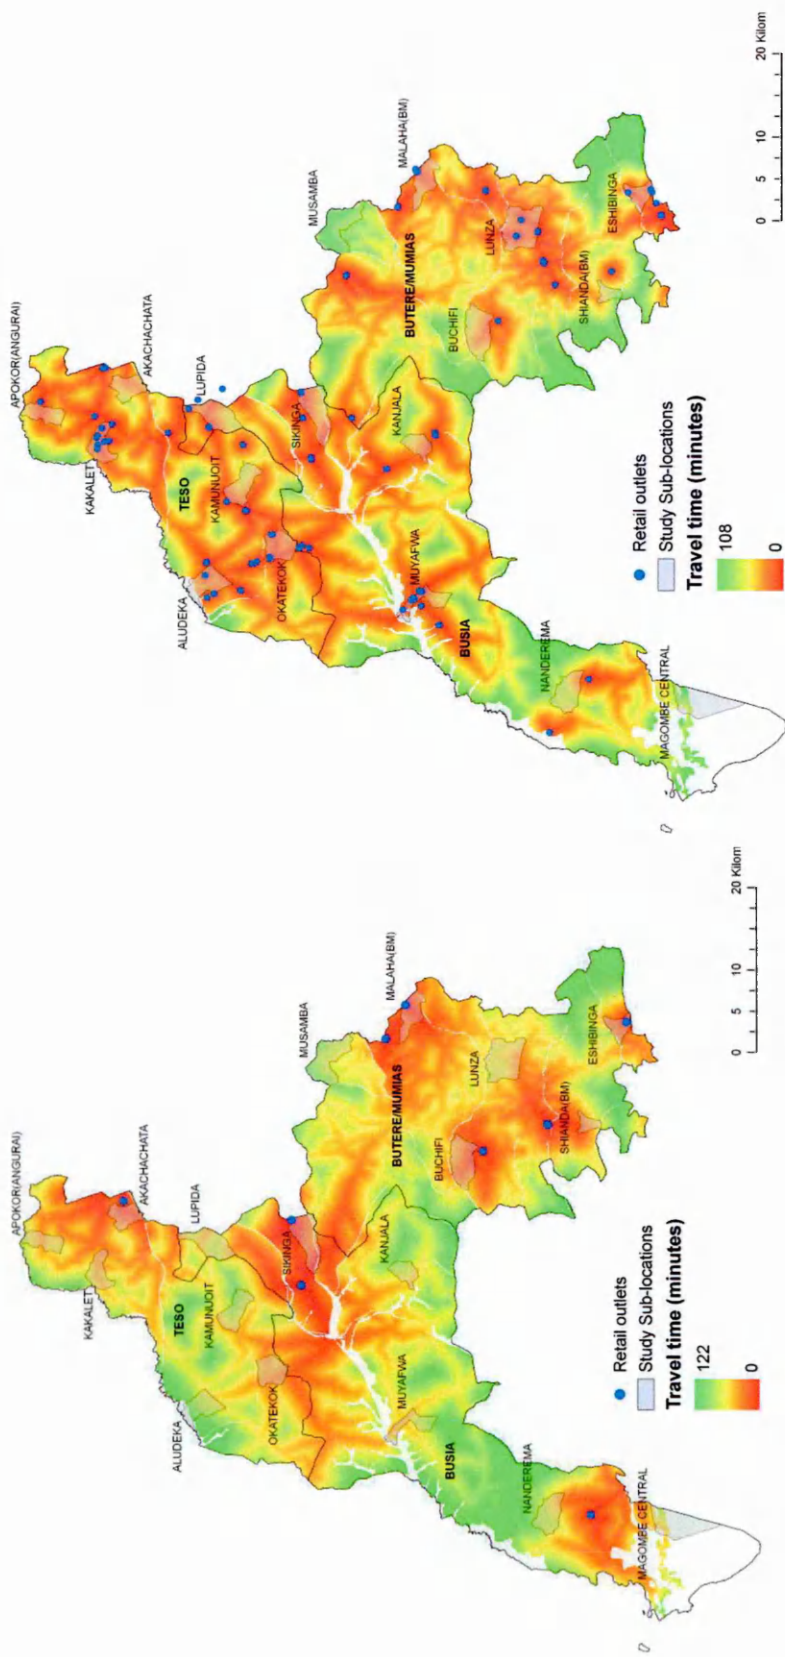 APOKOR(ANGURAI)
KAKALET
AKACHACHATA
ALUDEKA
TESO
LUPIDA
KAMUNUOIT
OKATEKOK
SIKINGA
MUSAMBA
KANJALA
MALAHA(BM)
BUTERE/MUMIAS
MUYAFWA
BUCHIFI
BUSIA
LUNZA
NANDEREMA
SHIANDA(BM)
ESHIBINGA
MAGOMBE CENTRAL
Retail outlets
Study Sub-locations
Travel time (minutes)
122
0
0 5 10 20 Kilom
APOKOR(ANGURAI)
KAKALET
AKACHACHATA
ALUDEKA
TESO
LUPIDA
KAMUNUOIT
OKATEKOK
SIKINGA
MUSAMBA
KANJALA
MALAHA(BM)
BUTERE/MUMIAS
MUYAFWA
BUCHIFI
BUSIA
LUNZA
NANDEREMA
SHIANDA(BM)
ESHIBINGA
MAGOMBE CENTRAL
Retail outlets
Study Sub-locations
Travel time (minutes)
108
0
0 5 10 20 Kilom